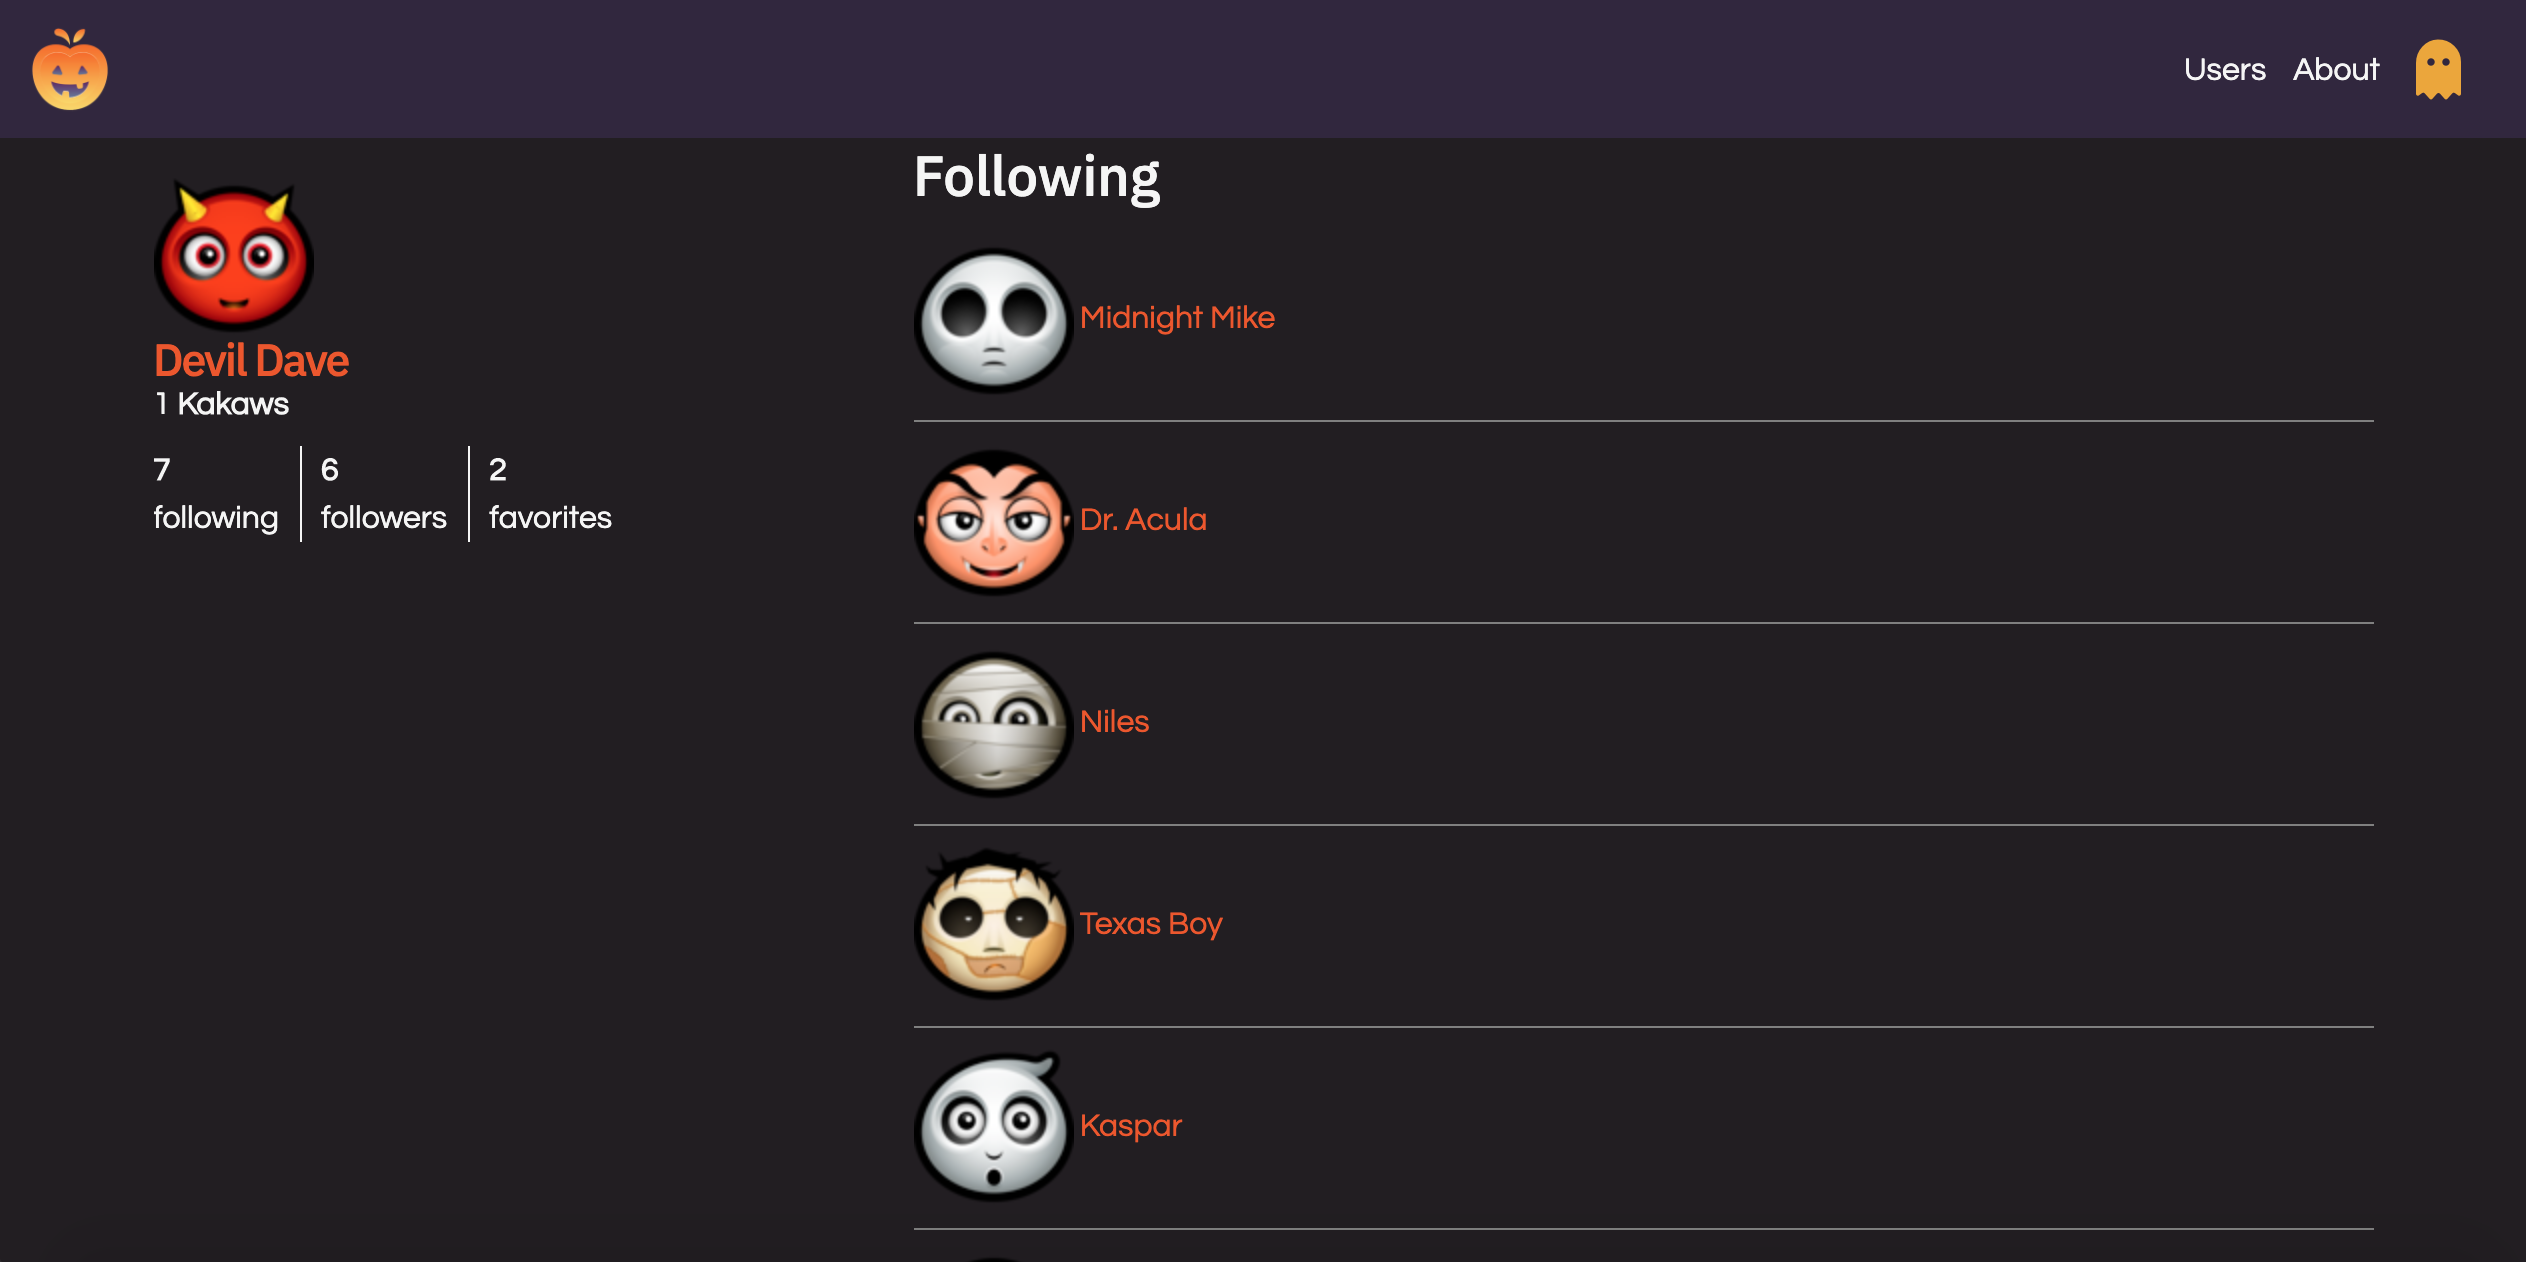 Users About
Devil Dave
1 Kakaws
7
following
6
followers
2
favorites
Following
Midnight Mike
Dr. Acula
Niles
Texas Boy
Kaspar